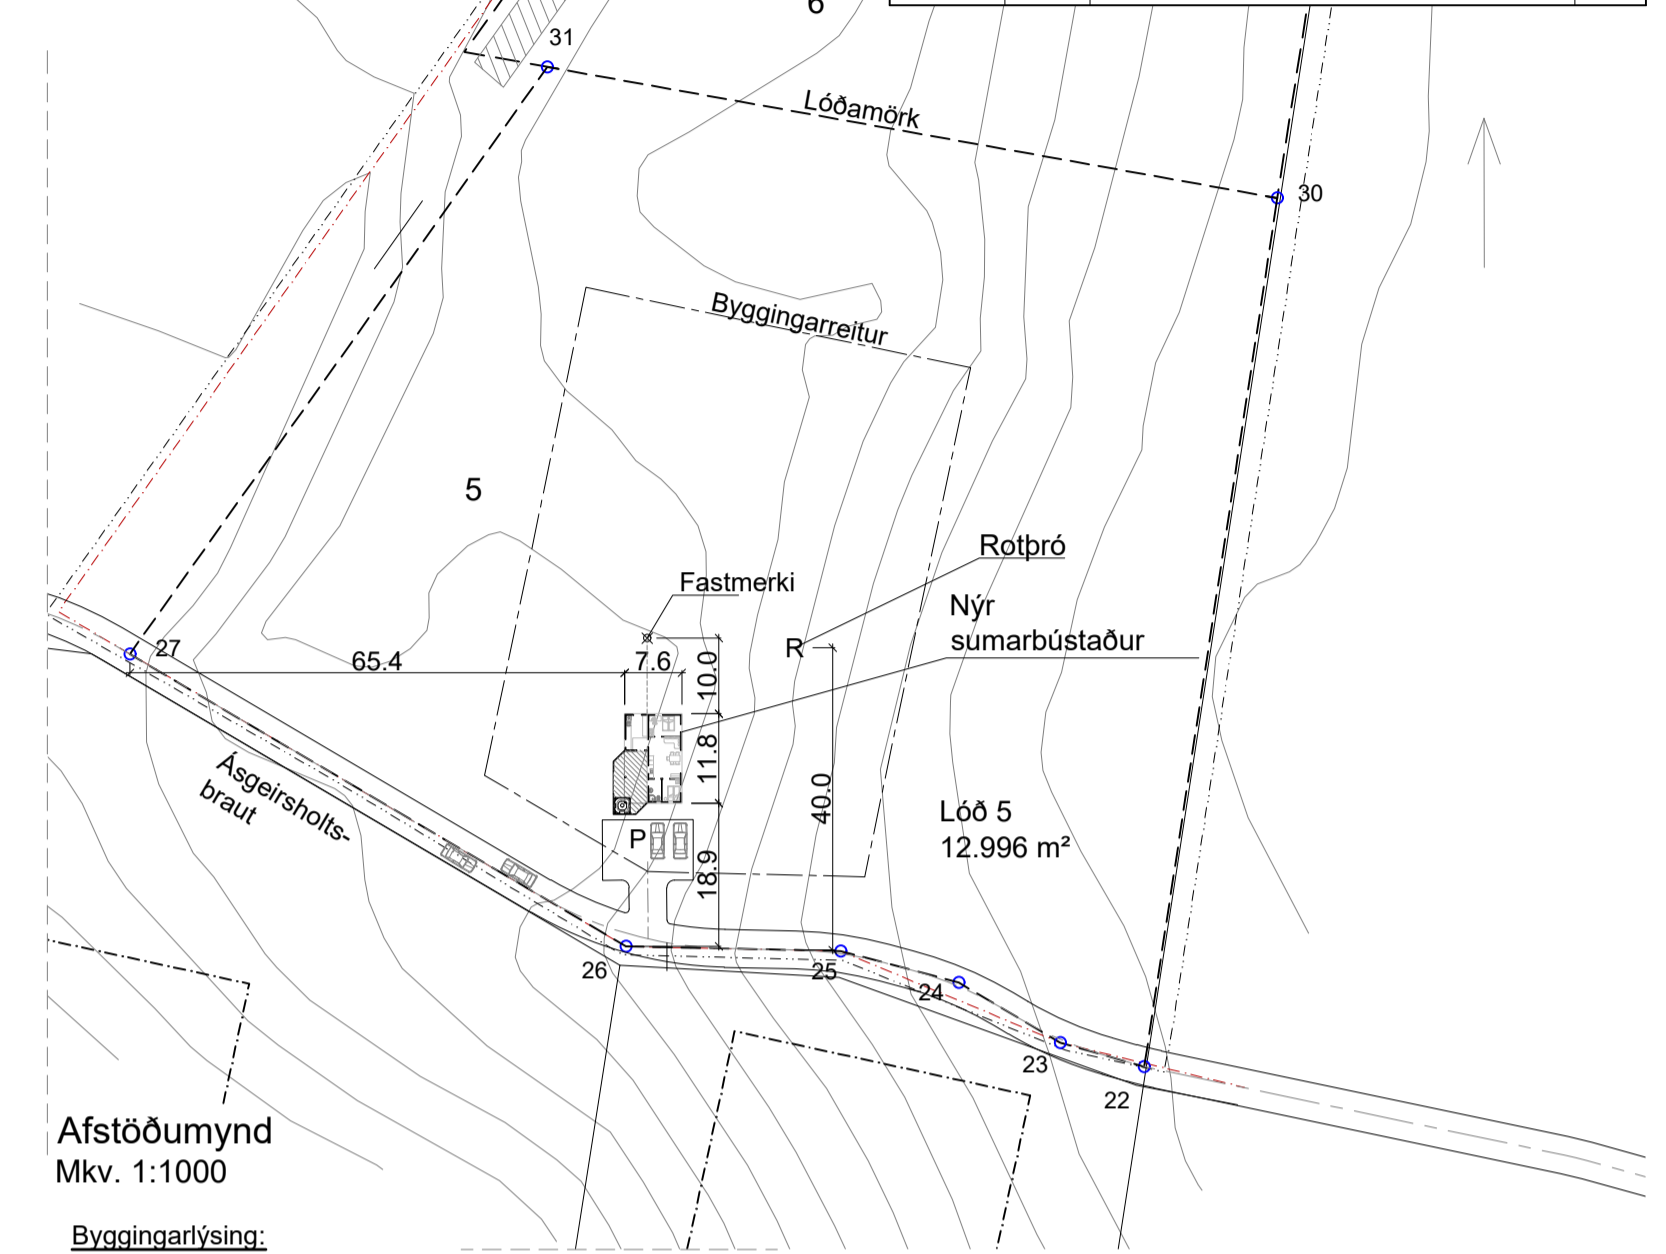 6
31
Lóðamörk
30
Byggingarreitur
5
Rotþró
Fastmerki
Nýr
sumarbústaður
27
65.4
7.6
10.0
R
11.8
40.0
Ásgeirsholts-
braut
Lóð 5
12.996 m²
P
18.9
26
25
24
23
22
Afstöðumynd
Mkv. 1:1000
Byggingarlýsing: